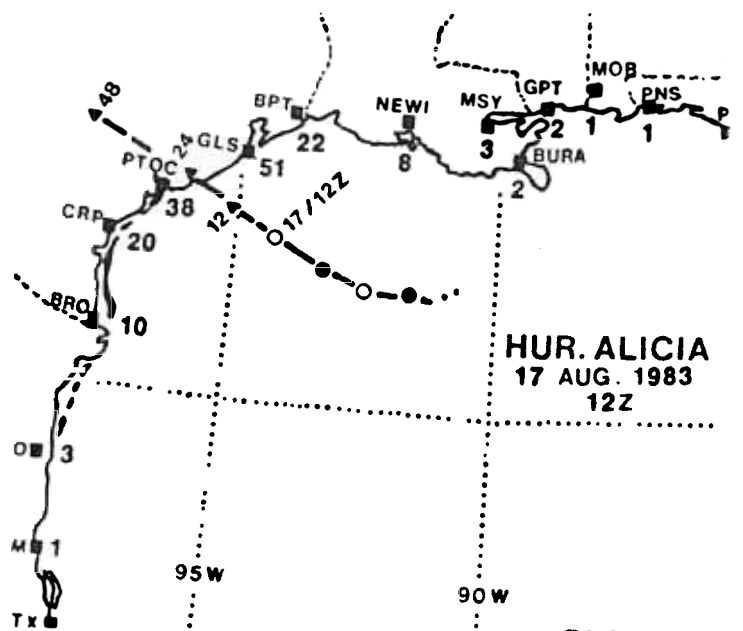 48
MOB
GPT
PNS
MSY
NEWI
BPT
GLS
24
PTOC
22
51
8
3
2
1
1
P
BURA
2
38
17/12Z
12
CRP
20
BRO
10
HUR. ALICIA
17 AUG. 1983
12Z
O
3
M
1
95W
90W
Tx